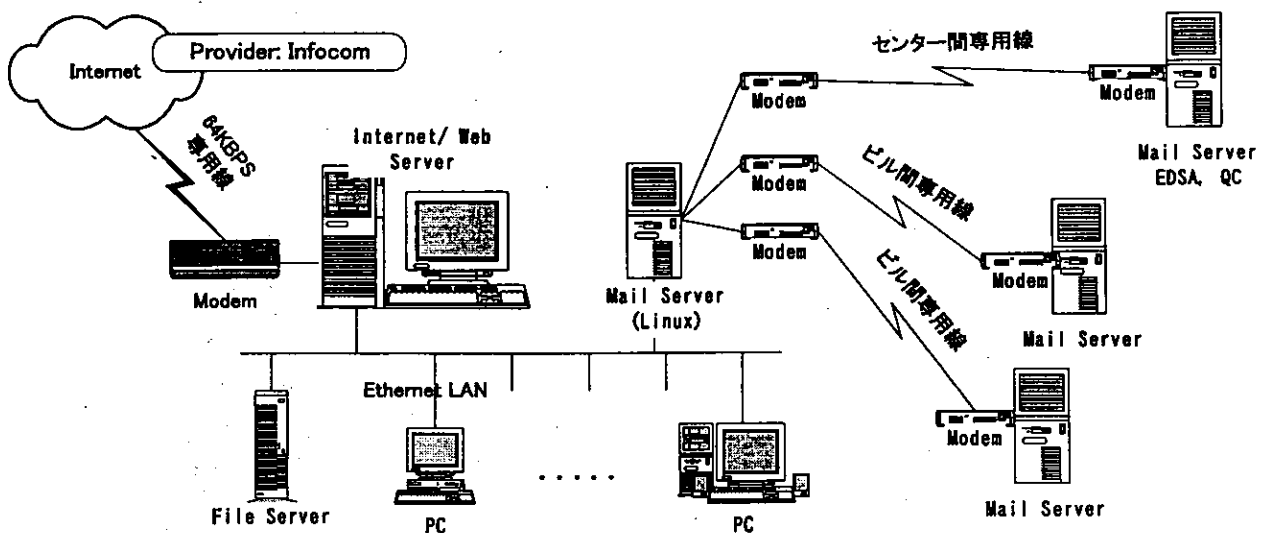 Internet
Provider: Infocom
64KBPS
専用線
Modem
Internet/ Web
Server
Mail Server
(Linux)
Modem
Modem
Modem
センター間専用線
ビル間専用線
ビル間専用線
Modem
Mail Server
EDSA, QC
Modem
Mail Server
Modem
Mail Server
Ethernet LAN
File Server
PC
.....
PC